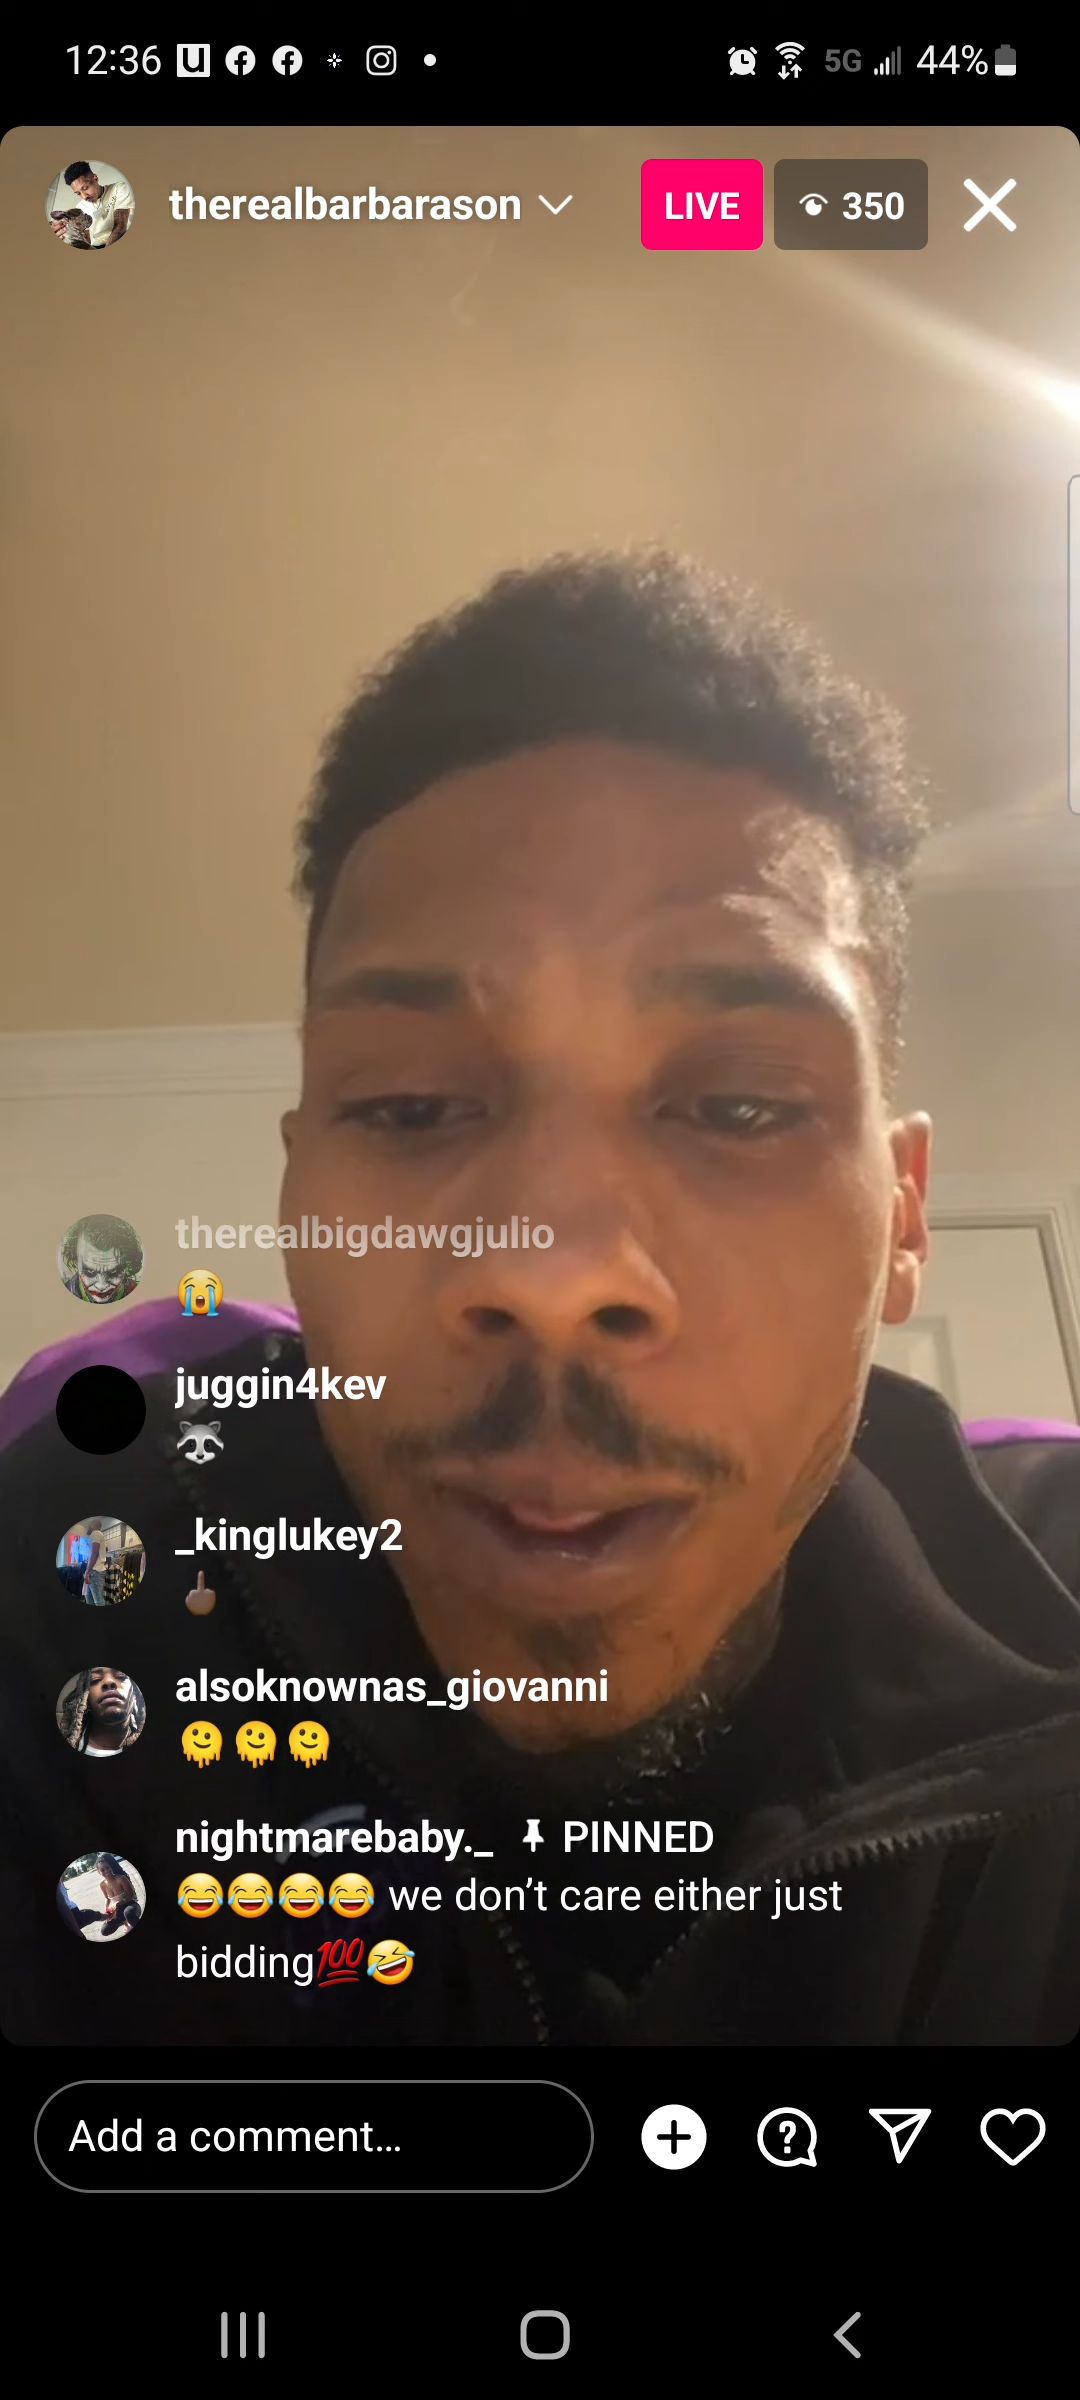 12:36 5G 44%
therealbarbarason LIVE 350
therealbigdawgjulio
😭
juggin4kev
🦝
_kinglukey2
🖕🏽
alsoknownas_giovanni
🫠🫠🫠
nightmarebaby._ PINNED
😂😂😂😂 we don’t care either just
bidding💯🤣
Add a comment...